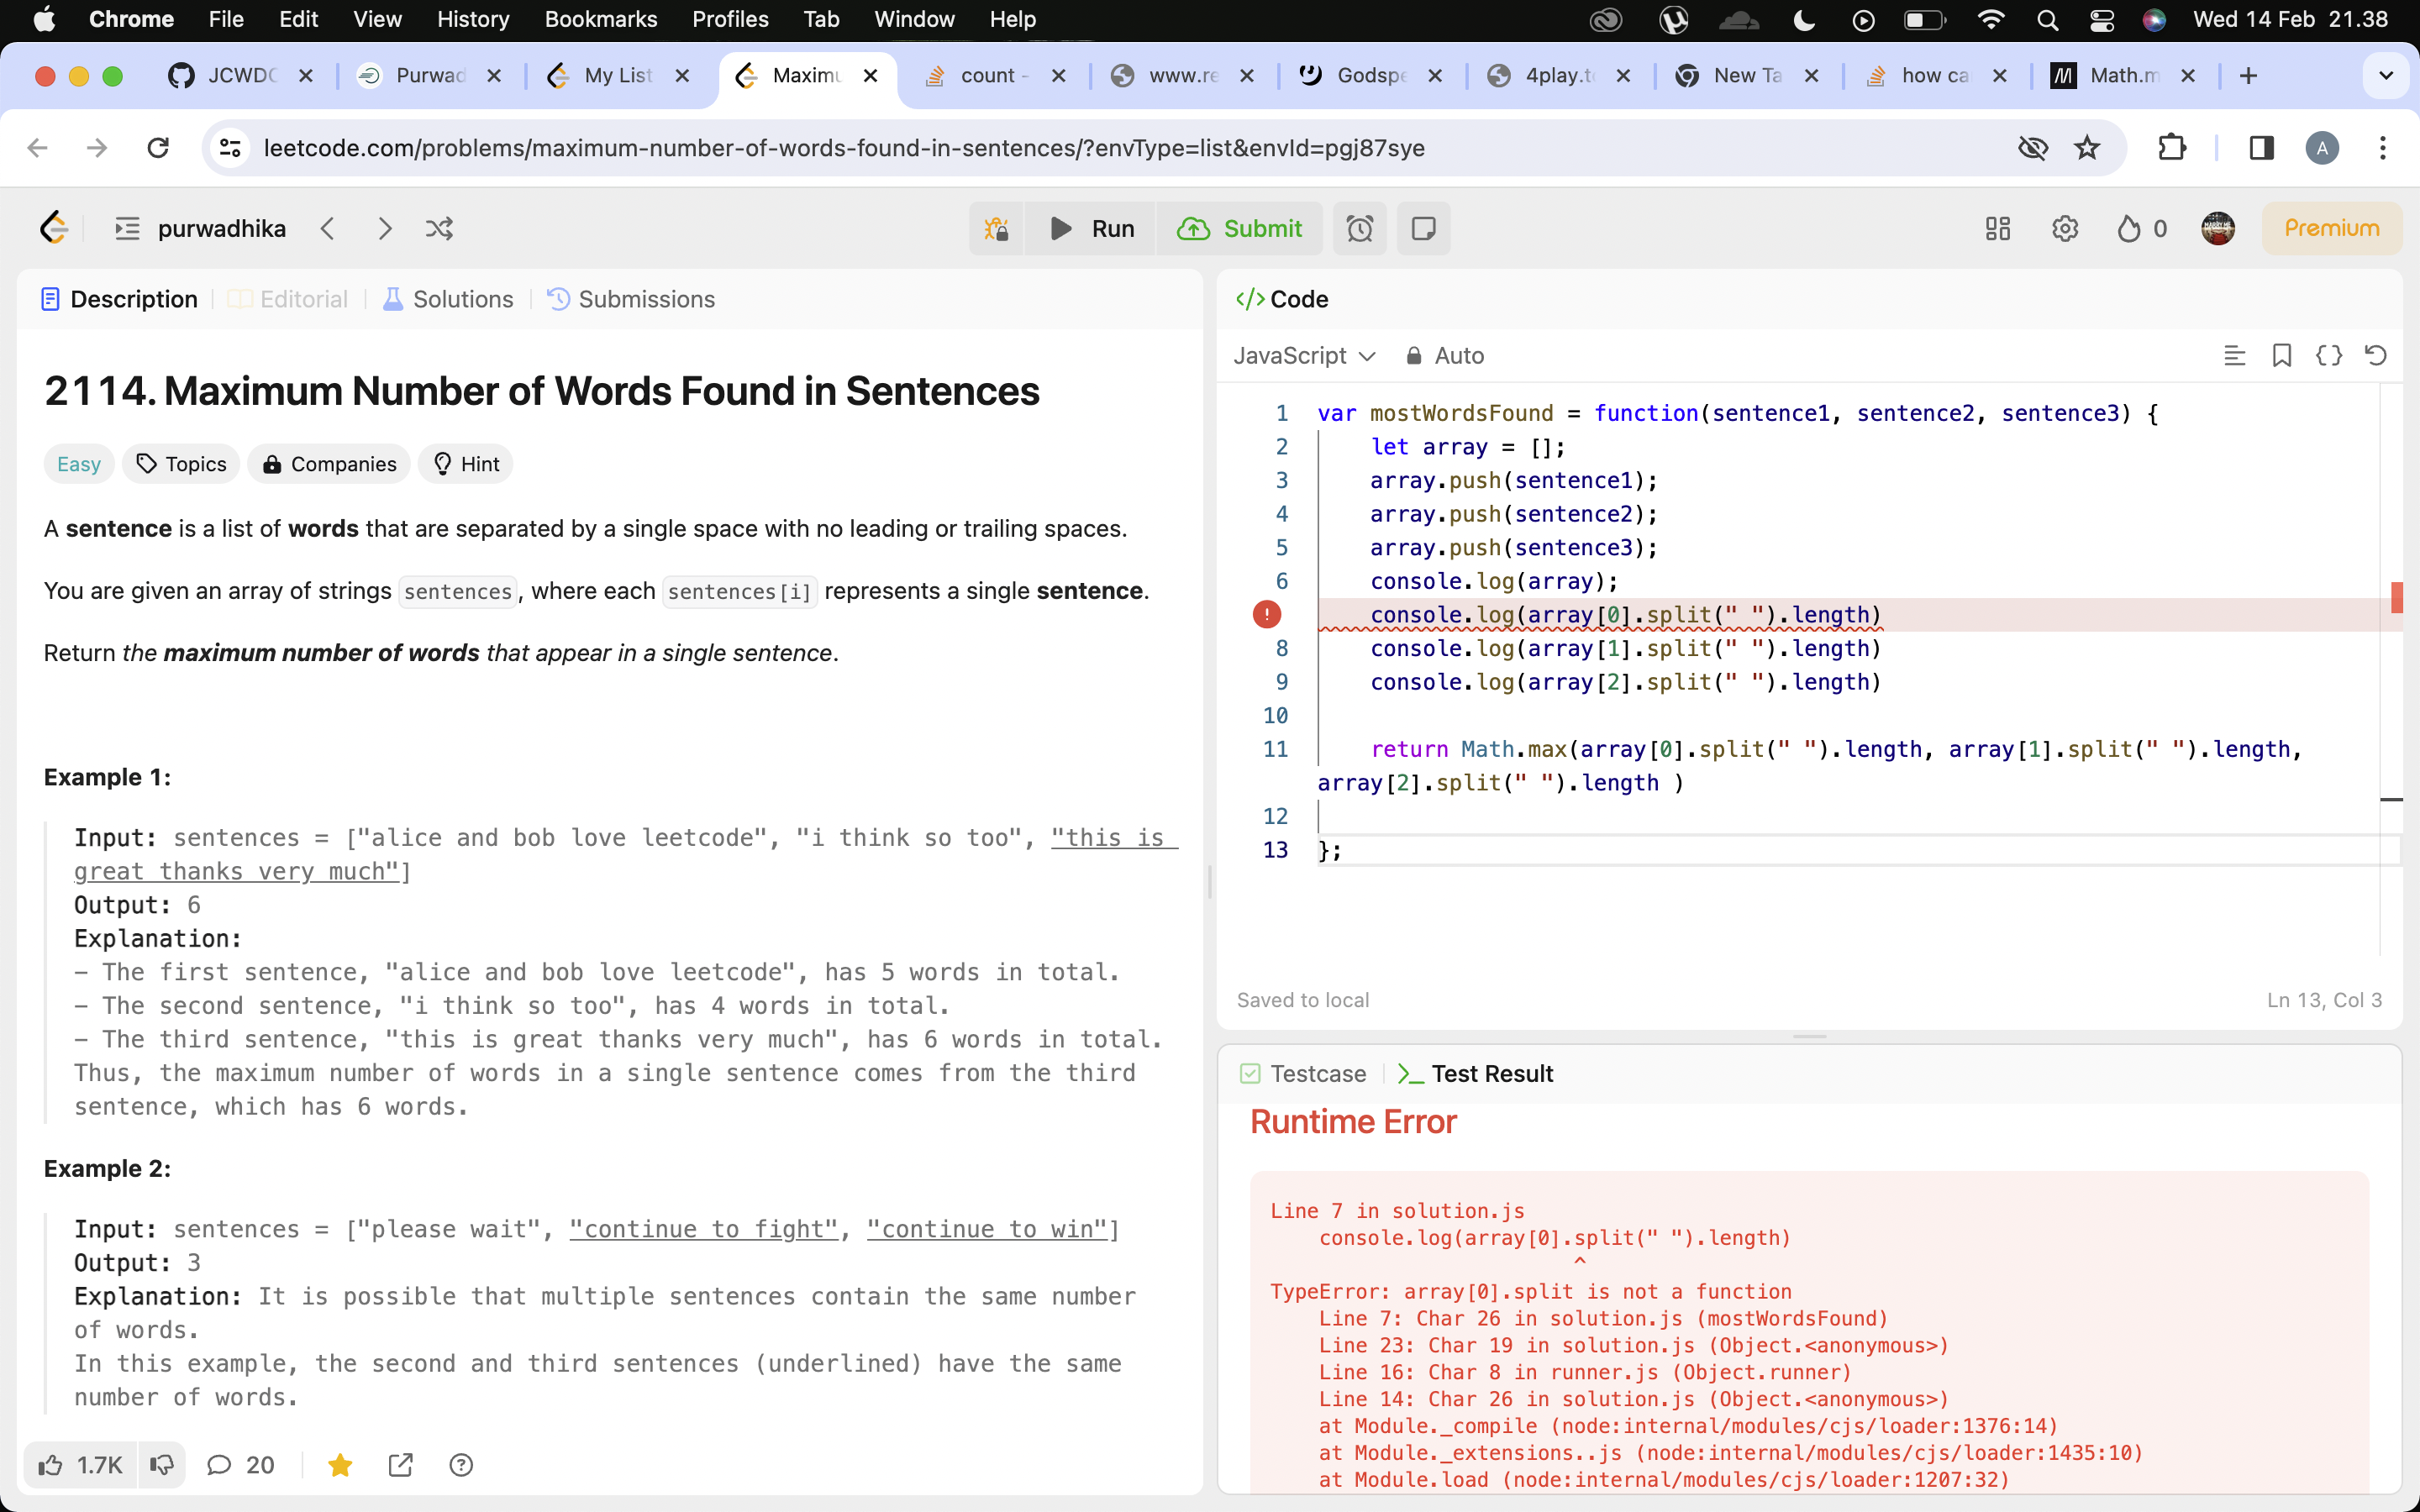 Chrome File Edit View History Bookmarks Profiles Tab Window Help Wed 14 Feb 21.38
JCWDC Purwad My List Maximu count - www.re Godspe 4play.t New Ta how ca Math.m
leetcode.com/problems/maximum-number-of-words-found-in-sentences/?envType=list&envId=pgj87sye A
purwadhika Run Submit 0 Premium
Description Editorial Solutions Submissions
2114. Maximum Number of Words Found in Sentences
Easy Topics Companies Hint
A sentence is a list of words that are separated by a single space with no leading or trailing spaces.
You are given an array of strings sentences, where each sentences[i] represents a single sentence.
Return the maximum number of words that appear in a single sentence.
Example 1:
Input: sentences = ["alice and bob love leetcode", "i think so too", "this is
great thanks very much"]
Output: 6
Explanation:
- The first sentence, "alice and bob love leetcode", has 5 words in total.
- The second sentence, "i think so too", has 4 words in total.
- The third sentence, "this is great thanks very much", has 6 words in total.
Thus, the maximum number of words in a single sentence comes from the third
sentence, which has 6 words.
Example 2:
Input: sentences = ["please wait", "continue to fight", "continue to win"]
Output: 3
Explanation: It is possible that multiple sentences contain the same number
of words.
In this example, the second and third sentences (underlined) have the same
number of words.
1.7K 20
</> Code
JavaScript Auto
1 var mostWordsFound = function(sentence1, sentence2, sentence3) {
2 let array = [];
3 array.push(sentence1);
4 array.push(sentence2);
5 array.push(sentence3);
6 console.log(array);
console.log(array[0].split(" ").length)
8 console.log(array[1].split(" ").length)
9 console.log(array[2].split(" ").length)
10
11 return Math.max(array[0].split(" ").length, array[1].split(" ").length,
array[2].split(" ").length )
12
13 };
Saved to local Ln 13, Col 3
Testcase >_ Test Result
Runtime Error
Line 7 in solution.js
console.log(array[0].split(" ").length)
^
TypeError: array[0].split is not a function
Line 7: Char 26 in solution.js (mostWordsFound)
Line 23: Char 19 in solution.js (Object.<anonymous>)
Line 16: Char 8 in runner.js (Object.runner)
Line 14: Char 26 in solution.js (Object.<anonymous>)
at Module._compile (node:internal/modules/cjs/loader:1376:14)
at Module._extensions..js (node:internal/modules/cjs/loader:1435:10)
at Module.load (node:internal/modules/cjs/loader:1207:32)